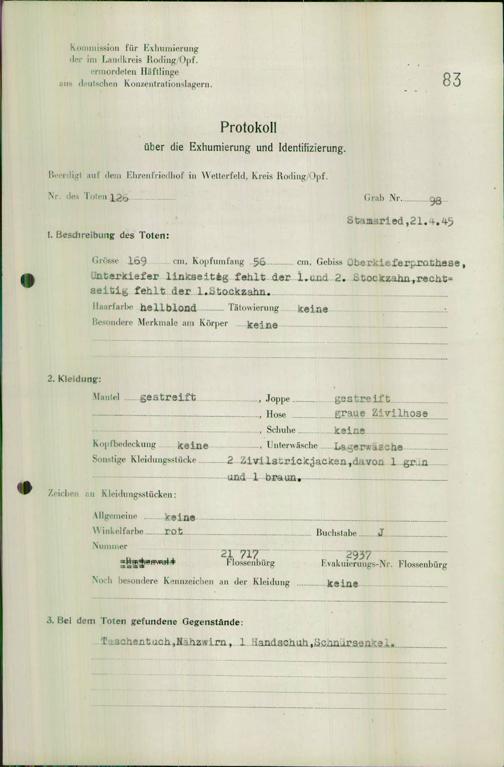 Kommission für Exhumierung
der im Landkreis Roding/Opf.
ermordeten Häftlinge
aus deutschen Konzentrationslagern.
83
Protokoll
über die Exhumierung und Identifizierung.
Beerdigt auf dem Ehrenfriedhof in Wetterfeld, Kreis Roding/Opf.
Nr. des Toten 126 Grab Nr. 98
Stamsried, 21.4.45
1. Beschreibung des Toten:
Grösse 169 cm, Kopfumfang 56 cm, Gebiss Oberkieferprothese,
Unterkiefer linkseiteg fehlt der 1.und 2. Stockzahn,recht=
seitig fehlt der 1.Stockzahn.
Haarfarbe hellblond Tätowierung keine
Besondere Merkmale am Körper keine
2. Kleidung:
Mantel gestreift , Joppe gestreift
, Hose graue Zivilhose
, Schuhe keine
Kopfbedeckung keine , Unterwäsche Lagerwäsche
Sonstige Kleidungsstücke 2 Zivilstrickjacken,davon 1 grün
und 1 braun.
Zeichen an Kleidungsstücken:
Allgemeine keine
Winkelfarbe rot Buchstabe J
Nummer
21 717 2937
Flossenbürg Evakuierungs-Nr. Flossenbürg
Noch besondere Kennzeichen an der Kleidung keine
3. Bei dem Toten gefundene Gegenstände:
Taschentuch,Nähzwirn, 1 Handschuh,Schnürsenkel.